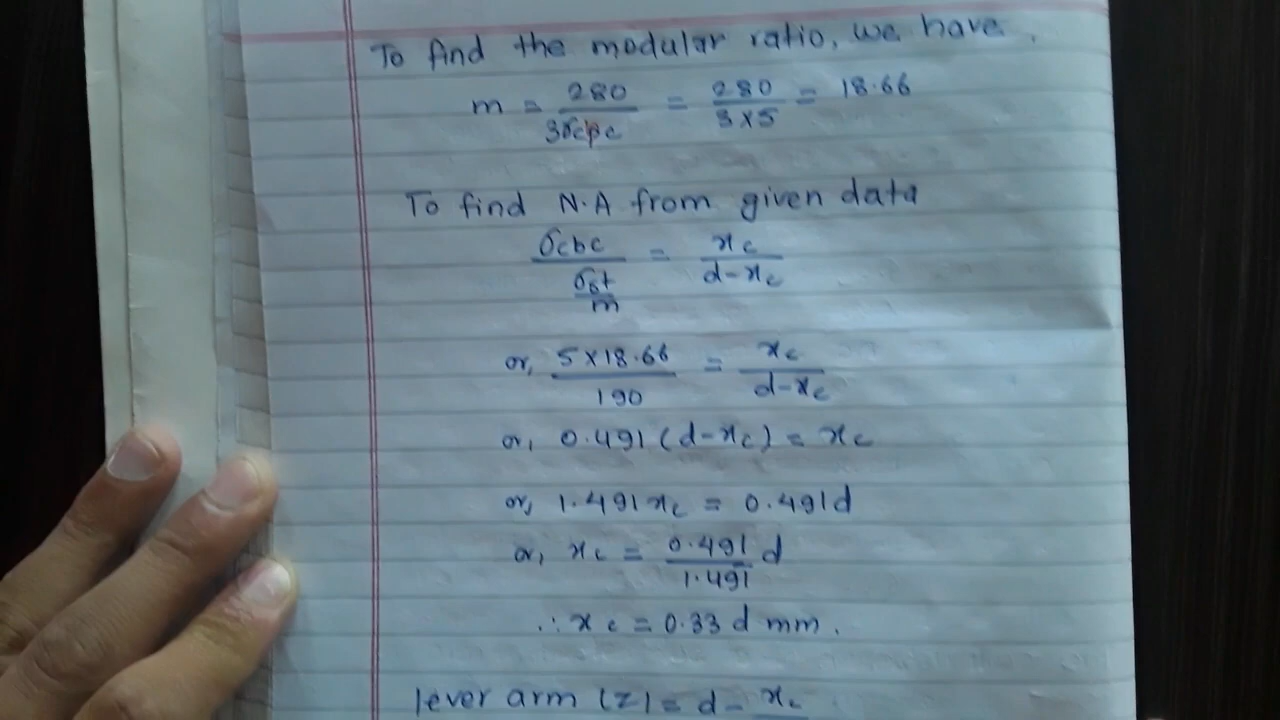 To find the modular ratio, we have.
m = 280/3σcbc = 280/3×5 = 18.66
To find N.A from given data
σcbc/(σst/m) = xc/d-xc
or, 5×18.66/190 = xc/d-xc
or, 0.491(d-xc) = xc
or, 1.491xc = 0.491d
or, xc = 0.491/1.491 d
∴ xc = 0.33 d mm.
lever arm (z) = d - xc